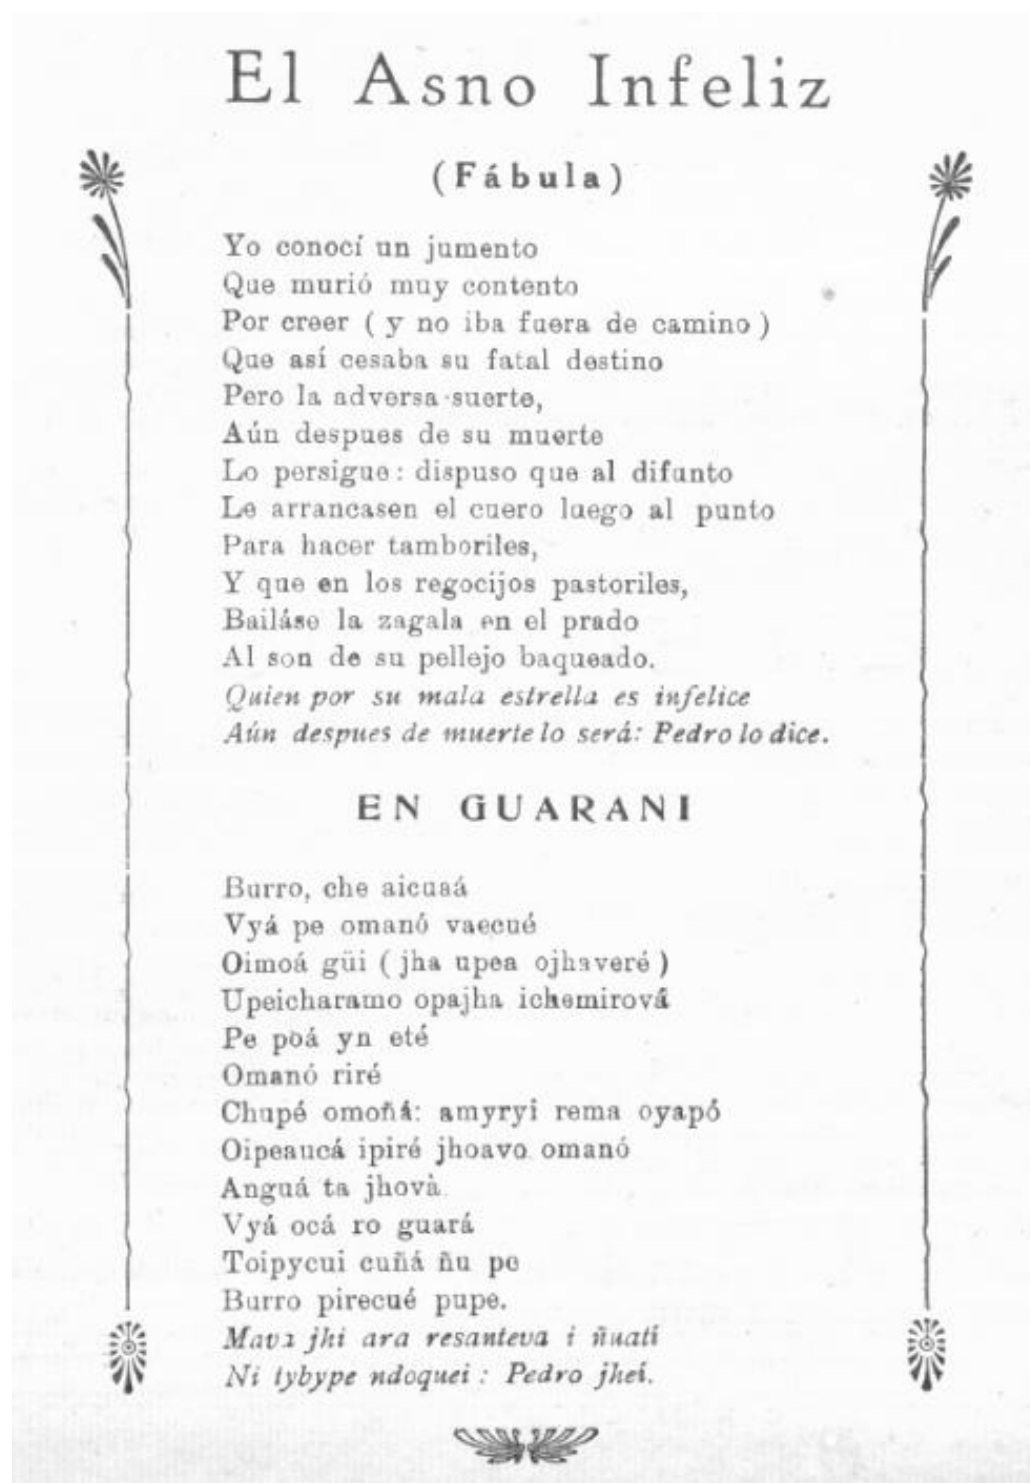 El Asno Infeliz
(Fábula)
Yo conocí un jumento
Que murió muy contento
Por creer ( y no iba fuera de camino )
Que así cesaba su fatal destino
Pero la adversa suerte,
Aún despues de su muerte
Lo persigue : dispuso que al difunto
Le arrancasen el cuero luego al punto
Para hacer tamboriles,
Y que en los regocijos pastoriles,
Bailáse la zagala en el prado
Al son de su pellejo baqueado.
Quien por su mala estrella es infelice
Aún despues de muerte lo será: Pedro lo dice.
EN GUARANI
Burro, che aicuaá
Vyá pe omanó vaecué
Oimoá güi ( jha upea ojhaveré )
Upeicharamo opajha ichemirová
Pe poá yn eté
Omanó riré
Chupé omoñá: amyryi rema oyapó
Oipeaucá ipiré jhoavo omanó
Anguá ta jhovà
Vyá ocá ro guará
Toipycui cuñá ñu pe
Burro pirecué pupe.
Mava jhi ara resanteva i ñuatí
Ni tybype ndoquei : Pedro jheí.